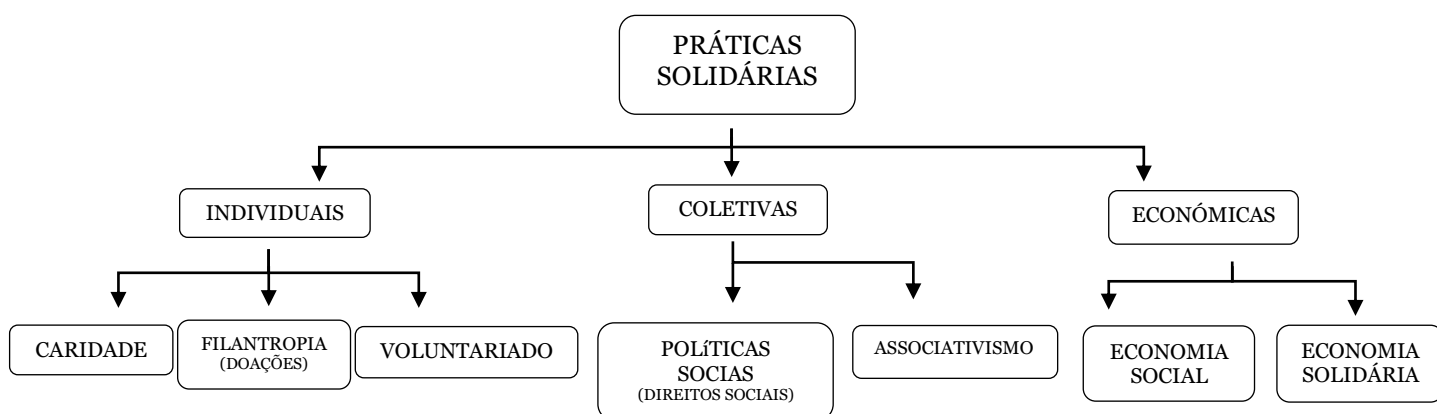 PRÁTICAS
SOLIDÁRIAS
INDIVIDUAIS
COLETIVAS
ECONÓMICAS
CARIDADE
FILANTROPIA
(DOAÇÕES)
VOLUNTARIADO
POLíTICAS
SOCIAS
(DIREITOS SOCIAIS)
ASSOCIATIVISMO
ECONOMIA
SOCIAL
ECONOMIA
SOLIDÁRIA